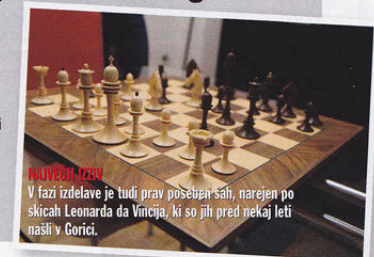 NAJVEČJI IZZIV
V fazi izdelave je tudi prav poseben šah, narejen po
skicah Leonarda da Vincija, ki so jih pred nekaj leti
našli v Gorici.